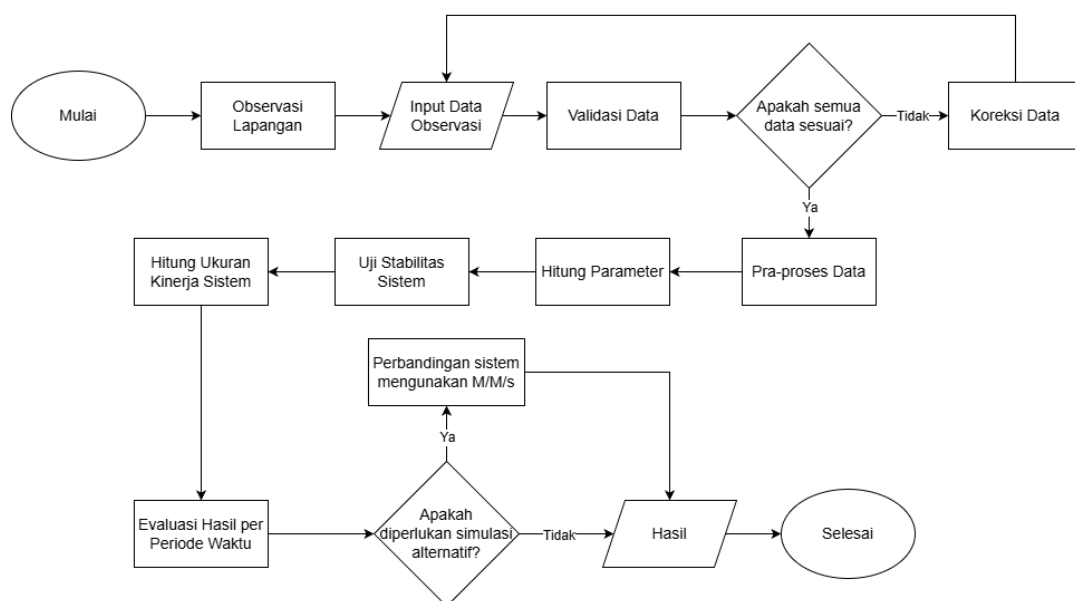 Mulai
Observasi
Lapangan
Input Data
Observasi
Validasi Data
Apakah semua
data sesuai?
Tidak
Koreksi Data
Ya
Pra-proses Data
Hitung Parameter
Uji Stabilitas
Sistem
Hitung Ukuran
Kinerja Sistem
Evaluasi Hasil per
Periode Waktu
Apakah
diperlukan simulasi
alternatif?
Ya
Perbandingan sistem
mengunakan M/M/s
Tidak
Hasil
Selesai